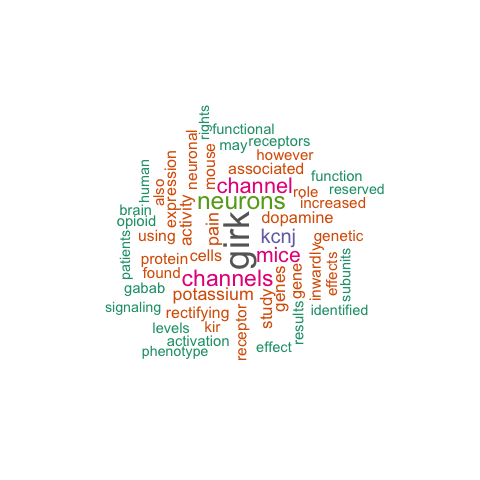 rights
functional
neuronal
mouse
may
receptors
however
human
also
expression
associated
function
channel
role
reserved
neurons
increased
brain
opioid
activity
pain
girk
dopamine
patients
using
kcnj
genetic
protein
cells
mice
found
channels
genes
gene
inwardly
effects
subunits
gabab
potassium
study
results
signaling
rectifying
identified
levels
kir
receptor
activation
phenotype
effect